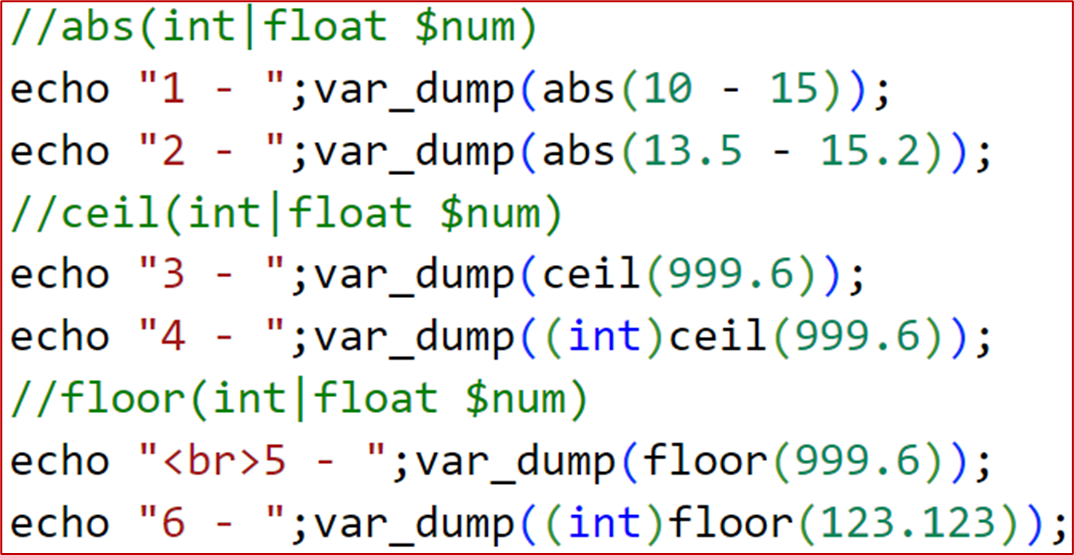 //abs(int|float $num)
echo "1 - ";var_dump(abs(10 - 15));
echo "2 - ";var_dump(abs(13.5 - 15.2));
//ceil(int|float $num)
echo "3 - ";var_dump(ceil(999.6));
echo "4 - ";var_dump((int)ceil(999.6));
//floor(int|float $num)
echo "<br>5 - ";var_dump(floor(999.6));
echo "6 - ";var_dump((int)floor(123.123));